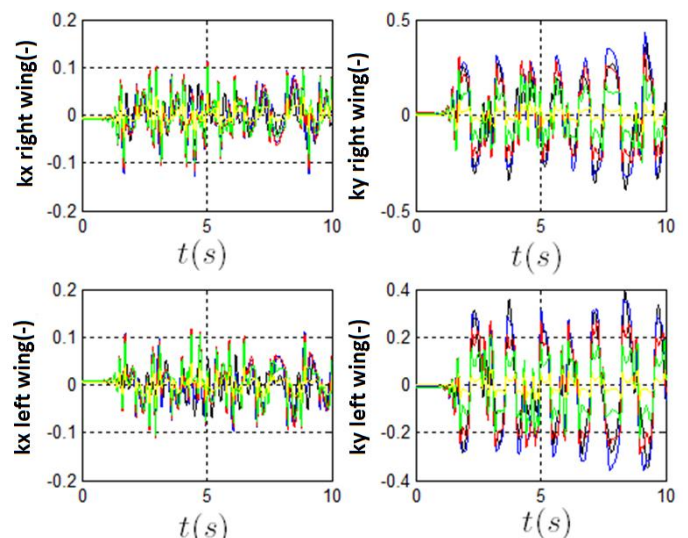 kx right wing(-)
0.2
0.1
0
-0.1
-0.2
0 5 10
t(s)
ky right wing(-)
0.5
0
-0.5
0 5 10
t(s)
kx left wing(-)
0.2
0.1
0
-0.1
-0.2
0 5 10
t(s)
ky left wing(-)
0.4
0.2
0
-0.2
-0.4
0 5 10
t(s)